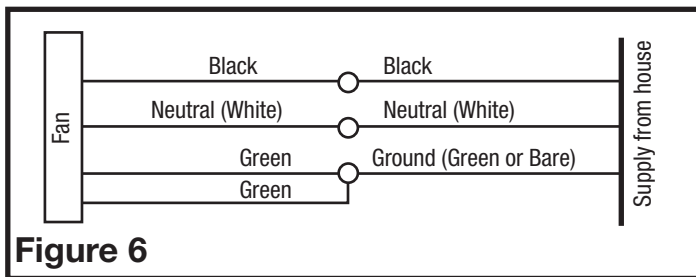 Black Black
Neutral (White) Neutral (White)
Green Ground (Green or Bare)
Green
Fan
Supply from house
Figure 6